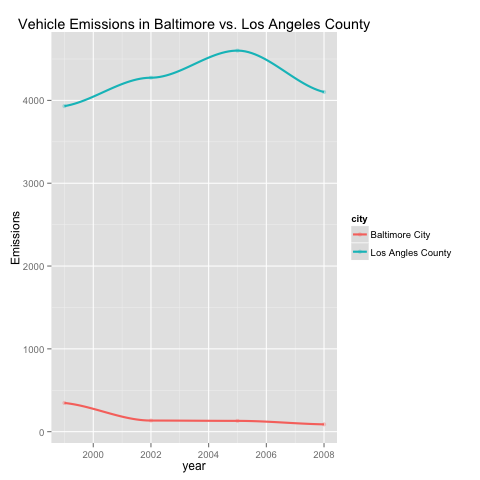 Vehicle Emissions in Baltimore vs. Los Angeles County
4000
3000
2000
1000
0
Emissions
2000 2002 2004 2006 2008
year
city
Baltimore City
Los Angles County